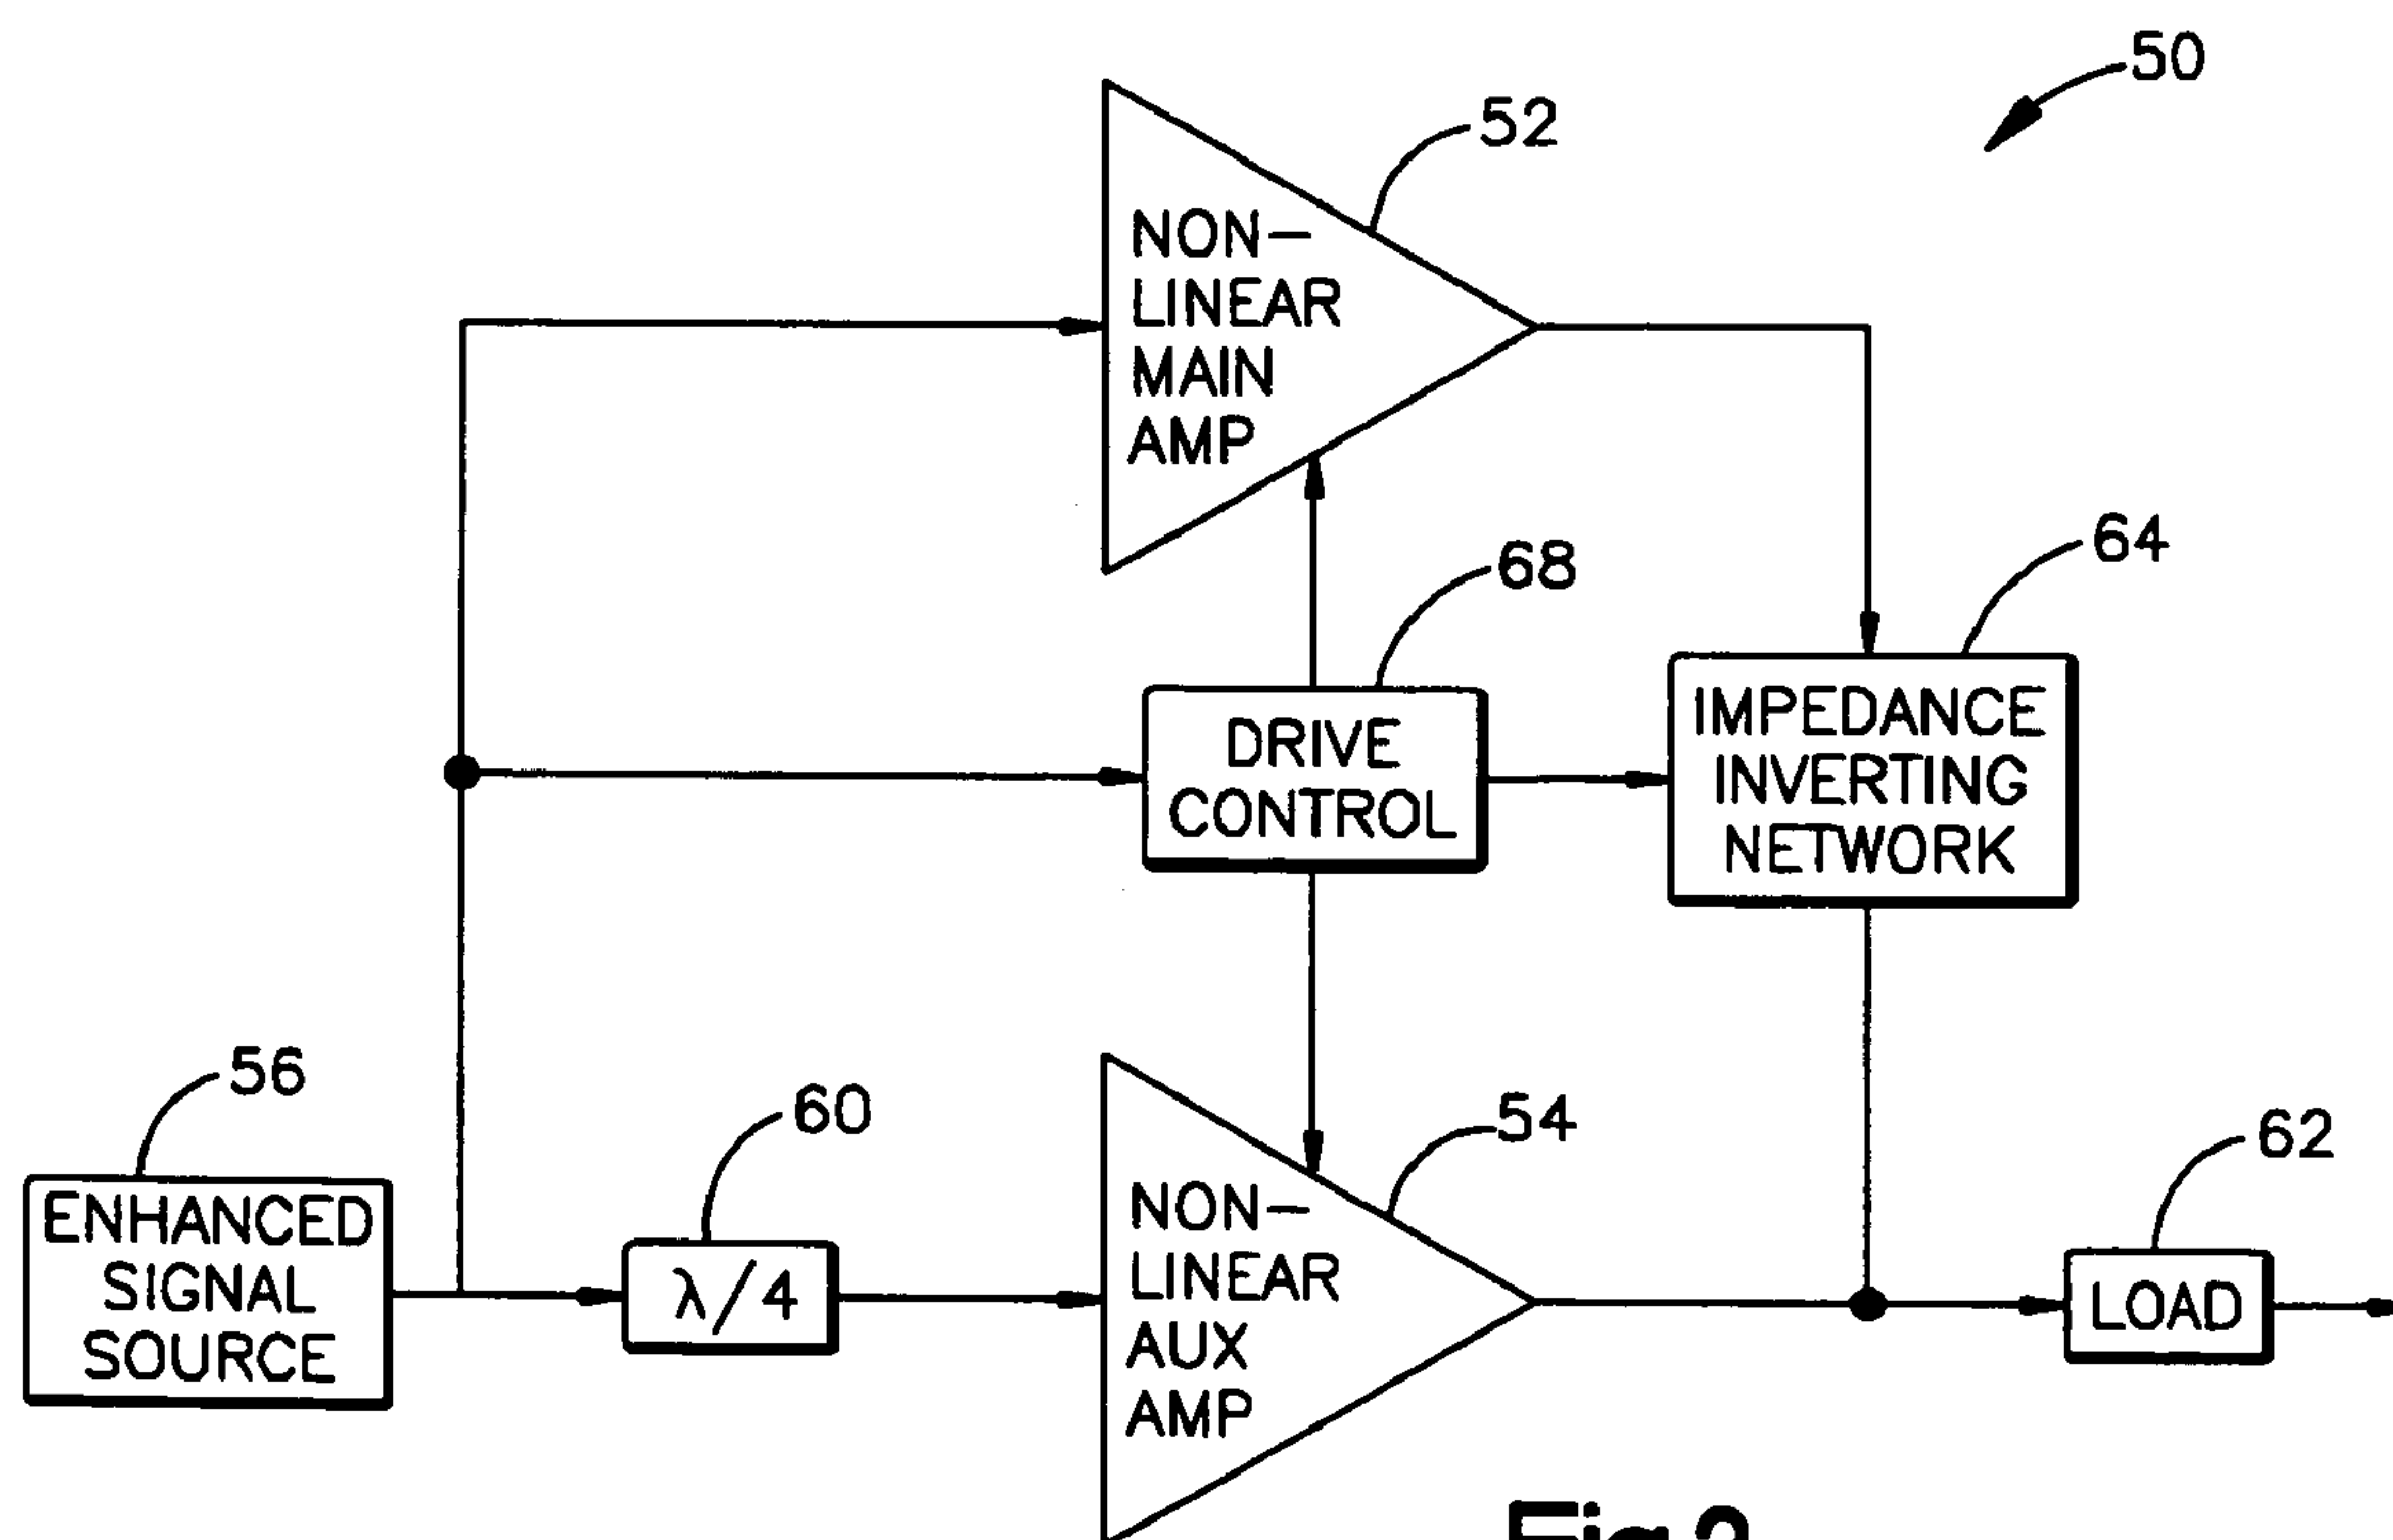 50
52
NON-
LINEAR
MAIN
AMP
68
64
DRIVE
CONTROL
IMPEDANCE
INVERTING
NETWORK
56
60
54
62
ENHANCED
SIGNAL
SOURCE
λ/4
NON-
LINEAR
AUX
AMP
LOAD